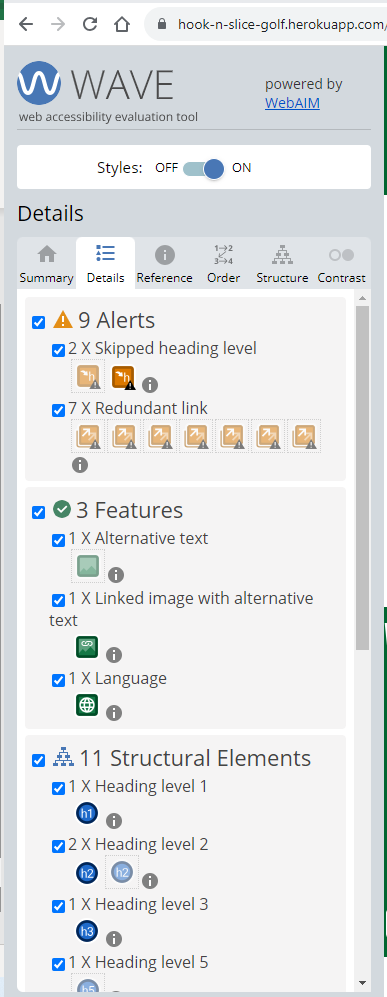 hook-n-slice-golf.herokuapp.com/
WAVE
web accessibility evaluation tool
powered by
WebAIM
Styles: OFF ON
Details
Summary Details Reference Order Structure Contrast
9 Alerts
2 X Skipped heading level
h h
7 X Redundant link
3 Features
1 X Alternative text
1 X Linked image with alternative
text
1 X Language
11 Structural Elements
1 X Heading level 1
h1
2 X Heading level 2
h2 h2
1 X Heading level 3
h3
1 X Heading level 5
h5